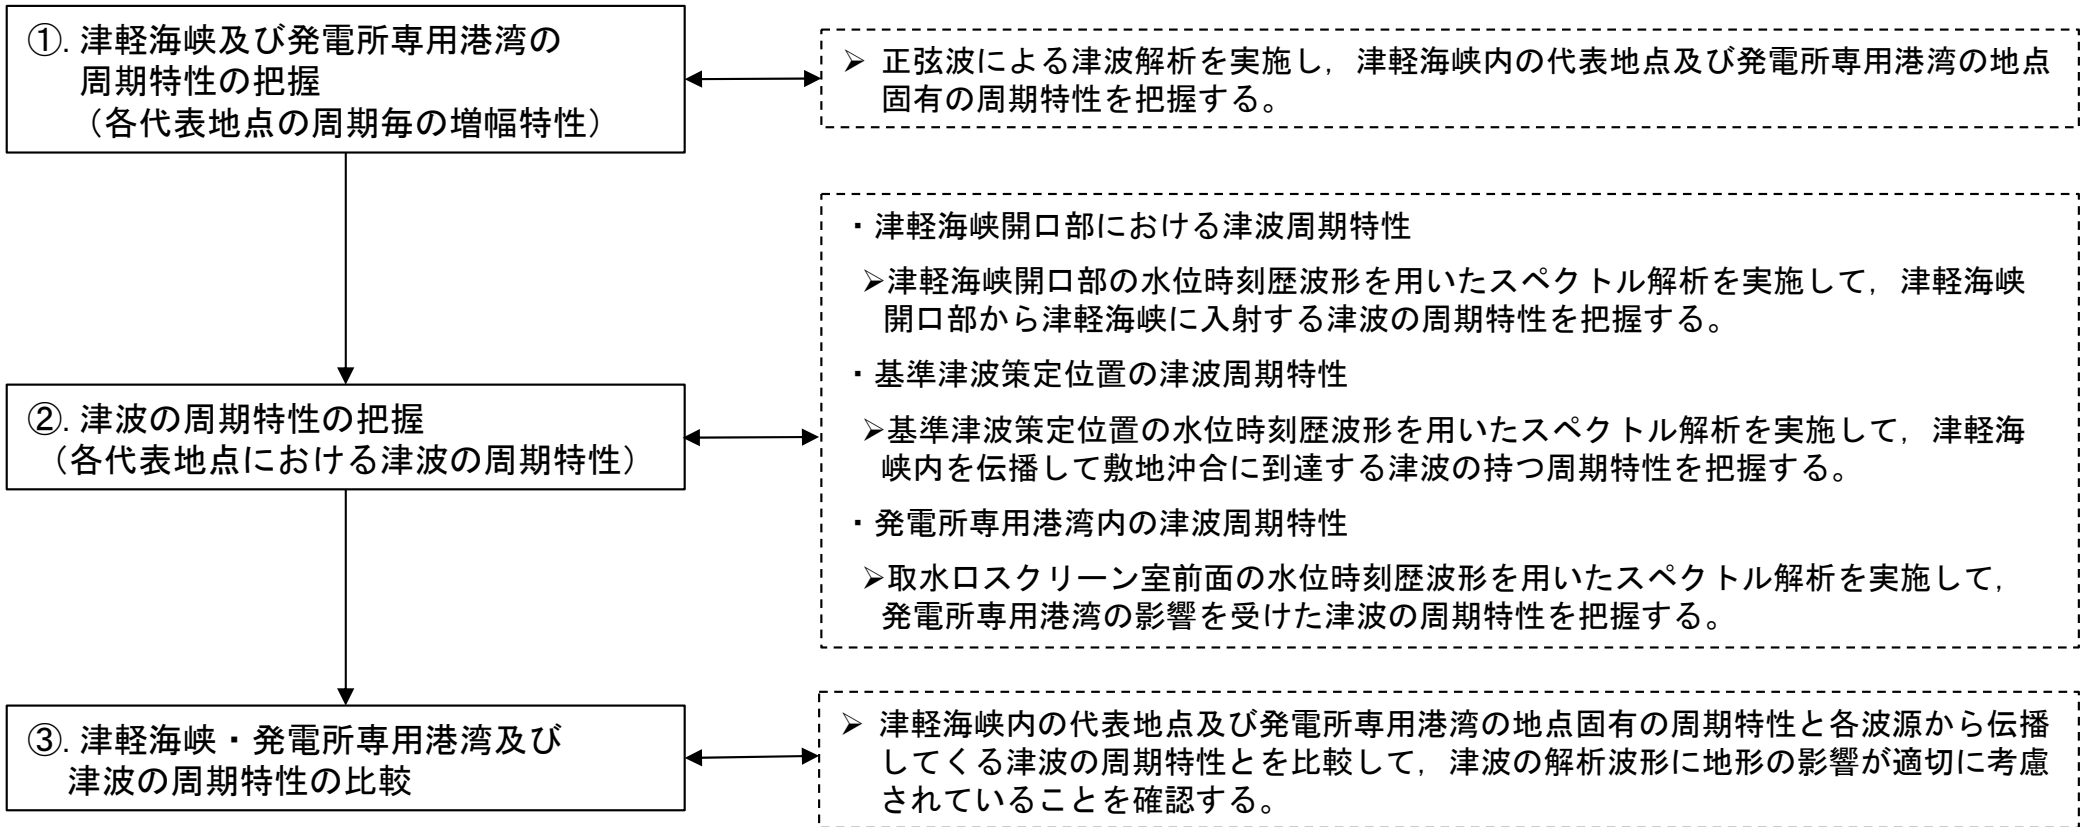 ①. 津軽海峡及び発電所専用港湾の
周期特性の把握
（各代表地点の周期毎の増幅特性）
➢ 正弦波による津波解析を実施し，津軽海峡内の代表地点及び発電所専用港湾の地点
固有の周期特性を把握する。
・津軽海峡開口部における津波周期特性
➢津軽海峡開口部の水位時刻歴波形を用いたスペクトル解析を実施して，津軽海峡
開口部から津軽海峡に入射する津波の周期特性を把握する。
・基準津波策定位置の津波周期特性
➢基準津波策定位置の水位時刻歴波形を用いたスペクトル解析を実施して，津軽海
峡内を伝播して敷地沖合に到達する津波の持つ周期特性を把握する。
・発電所専用港湾内の津波周期特性
➢取水口スクリーン室前面の水位時刻歴波形を用いたスペクトル解析を実施して，
発電所専用港湾の影響を受けた津波の周期特性を把握する。
②. 津波の周期特性の把握
（各代表地点における津波の周期特性）
③. 津軽海峡・発電所専用港湾及び
津波の周期特性の比較
➢ 津軽海峡内の代表地点及び発電所専用港湾の地点固有の周期特性と各波源から伝播
してくる津波の周期特性とを比較して，津波の解析波形に地形の影響が適切に考慮
されていることを確認する。